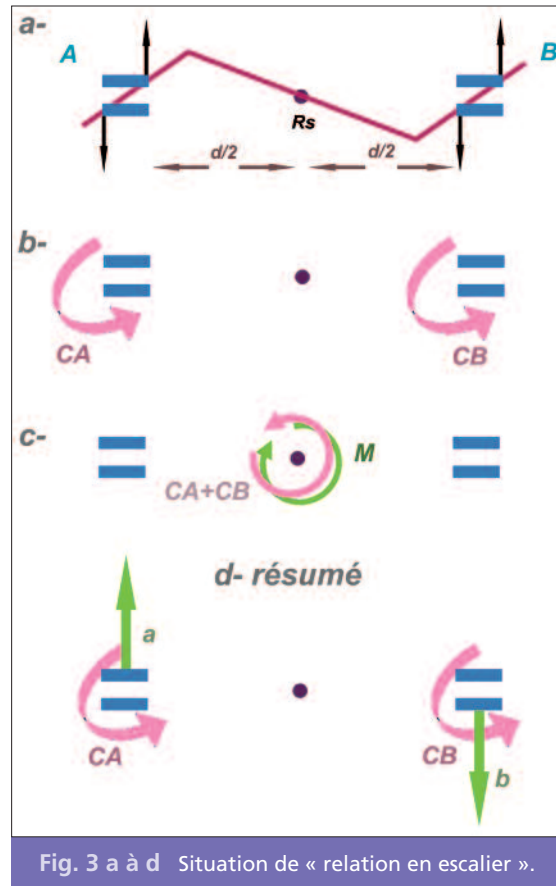 a-
A
B
Rs
d/2 d/2
b-
CA CB
c-
M
CA+CB
d- résumé
a
CA CB
b
Fig. 3 a à d Situation de « relation en escalier ».